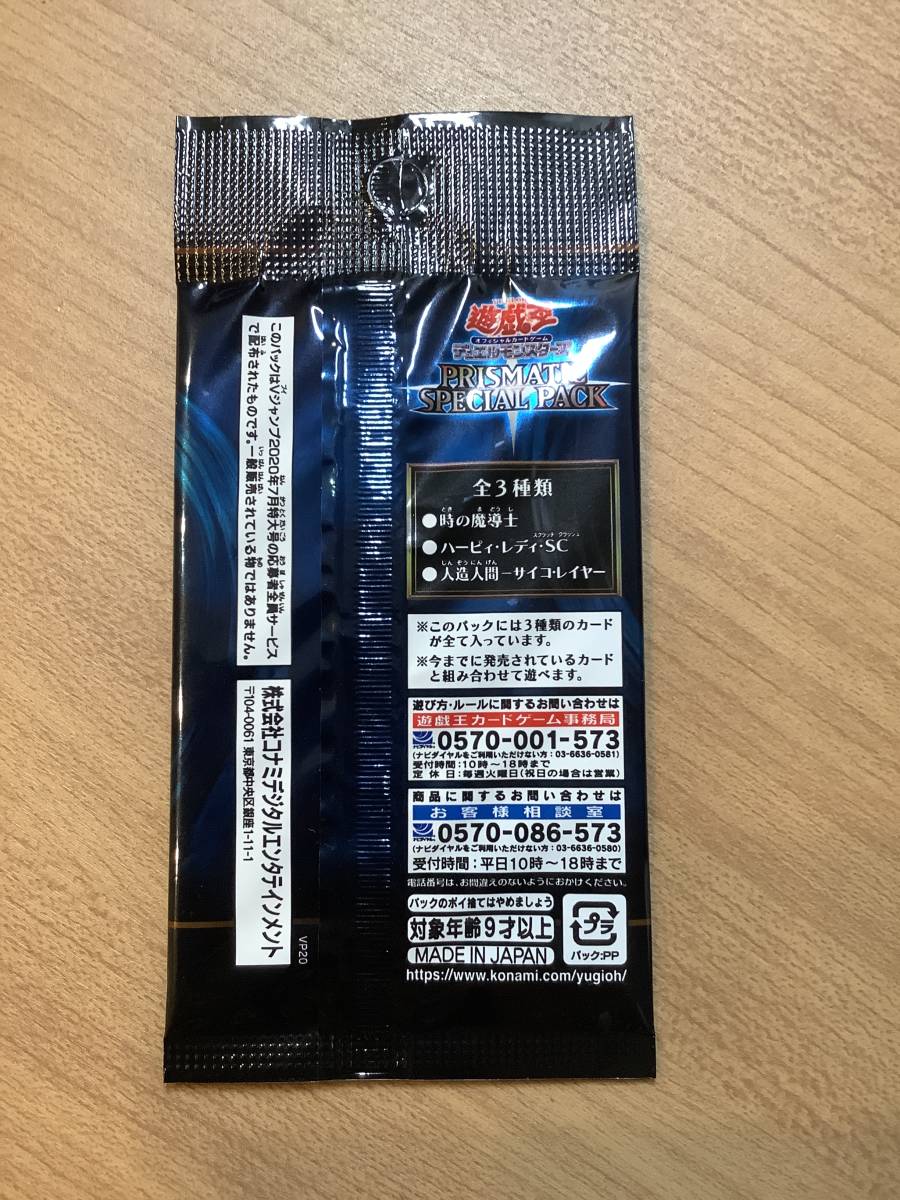 遊戯王
オフィシャルカードゲーム
デュエルモンスターズ
PRISMATIC
SPECIAL PACK
全3種類
●時の魔導士
●ハーピィ・レディ・SC
●人造人間－サイコ・レイヤー
※このパックには3種類のカード
が全て入っています。
※今までに発売されているカード
と組み合わせて遊べます。
遊び方・ルールに関するお問い合わせは
遊戯王カードゲーム事務局
0570-001-573
(ナビダイヤルをご利用いただけない方：03-6636-0581)
受付時間：10時～18時まで
定休日：毎週火曜日(祝日の場合は営業)
商品に関するお問い合わせは
お客様相談室
0570-086-573
(ナビダイヤルをご利用いただけない方：03-6636-0580)
受付時間：平日10時～18時まで
電話番号は、お間違えのないようにおかけください。
パックのポイ捨てはやめましょう
対象年齢9才以上
MADE IN JAPAN
プラ
パック:PP
https://www.konami.com/yugioh/
このパックはVジャンプ2020年7月特大号の応募者全員サービス
で配布されたものです。一般販売されている物ではありません。
株式会社コナミデジタルエンタテインメント
〒104-0061 東京都中央区銀座1-11-1
VP20